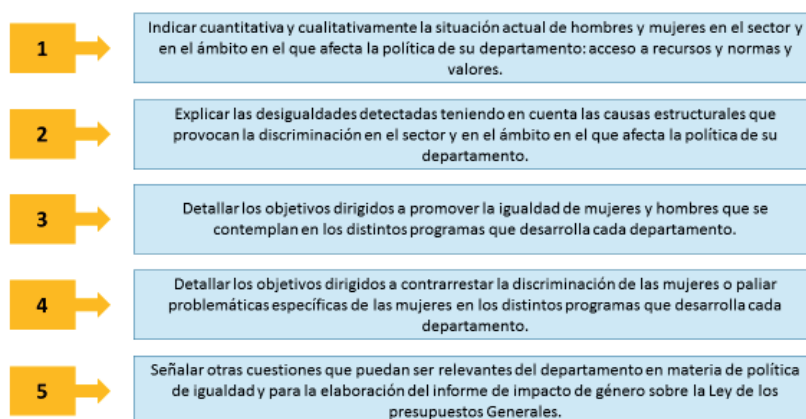 1
Indicar cuantitativa y cualitativamente la situación actual de hombres y mujeres en el sector y
en el ámbito en el que afecta la política de su departamento: acceso a recursos y normas y
valores.
2
Explicar las desigualdades detectadas teniendo en cuenta las causas estructurales que
provocan la discriminación en el sector y en el ámbito en el que afecta la política de su
departamento.
3
Detallar los objetivos dirigidos a promover la igualdad de mujeres y hombres que se
contemplan en los distintos programas que desarrolla cada departamento.
4
Detallar los objetivos dirigidos a contrarrestar la discriminación de las mujeres o paliar
problemáticas específicas de las mujeres en los distintos programas que desarrolla cada
departamento.
5
Señalar otras cuestiones que puedan ser relevantes del departamento en materia de política
de igualdad y para la elaboración del informe de impacto de género sobre la Ley de los
presupuestos Generales.